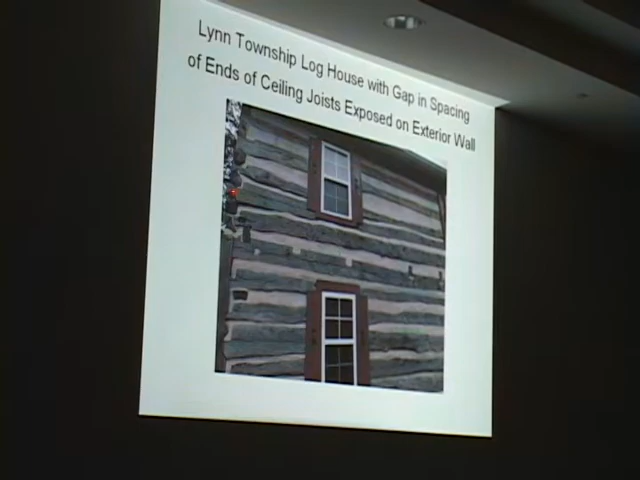 Lynn Township Log House with Gap in Spacing
of Ends of Ceiling Joists Exposed on Exterior Wall